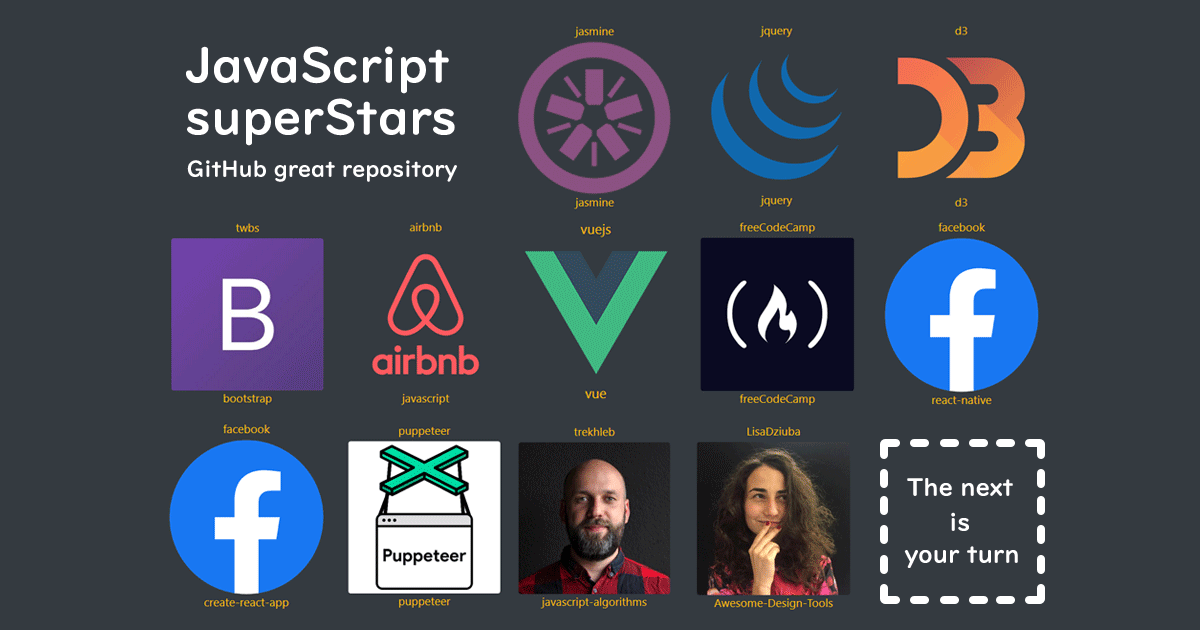 JavaScript
superStars
GitHub great repository
jasmine
jasmine
jquery
jquery
d3
D3
d3
twbs
B
bootstrap
airbnb
airbnb
javascript
vuejs
vue
freeCodeCamp
freeCodeCamp
facebook
f
react-native
facebook
f
create-react-app
puppeteer
Puppeteer
puppeteer
trekhleb
javascript-algorithms
LisaDziuba
Awesome-Design-Tools
The next
is
your turn